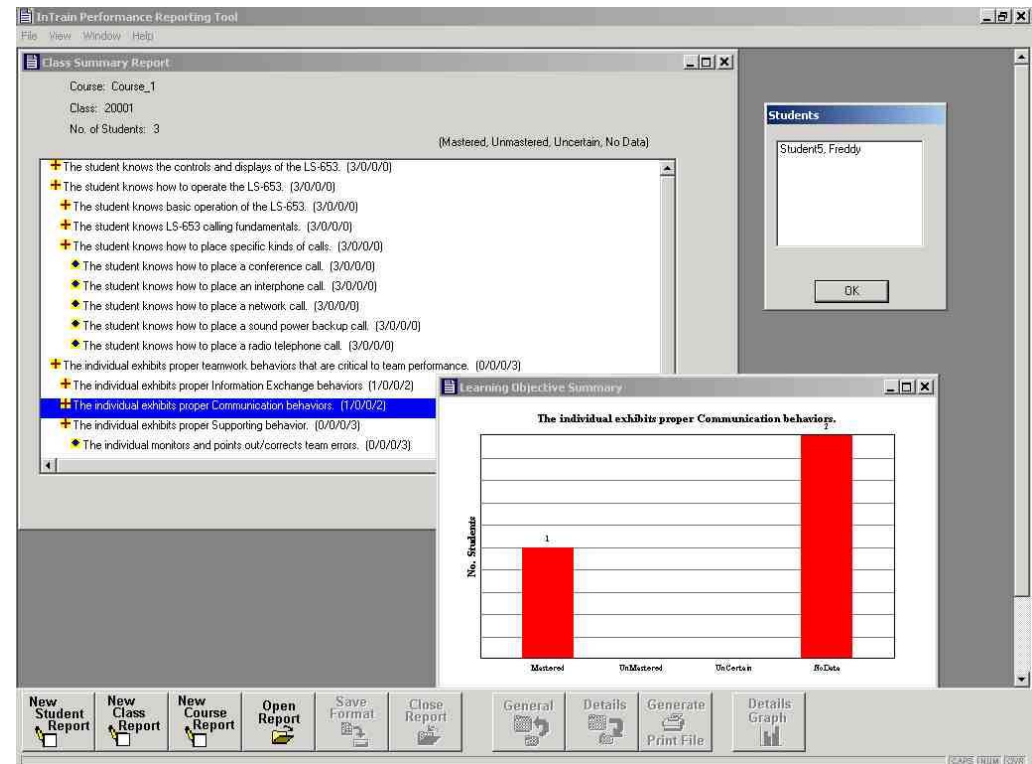 InTrain Performance Reporting Tool
File View Window Help
Class Summary Report
Course: Course_1
Class: 20001
No. of Students: 3
(Mastered, Unmastered, Uncertain, No Data)
The student knows the controls and displays of the LS-653. (3/0/0/0)
The student knows how to operate the LS-653. (3/0/0/0)
The student knows basic operation of the LS-653. (3/0/0/0)
The student knows LS-653 calling fundamentals. (3/0/0/0)
The student knows how to place specific kinds of calls. (3/0/0/0)
The student knows how to place a conference call. (3/0/0/0)
The student knows how to place an interphone call. (3/0/0/0)
The student knows how to place a network call. (3/0/0/0)
The student knows how to place a sound power backup call. (3/0/0/0)
The student knows how to place a radio telephone call. (3/0/0/0)
The individual exhibits proper teamwork behaviors that are critical to team performance. (0/0/0/3)
The individual exhibits proper Information Exchange behaviors (1/0/0/2)
The individual exhibits proper Communication behaviors. (1/0/0/2)
The individual exhibits proper Supporting behavior. (0/0/0/3)
The individual monitors and points out/corrects team errors. (0/0/0/3)
Students
Student5, Freddy
OK
Learning Objective Summary
The individual exhibits proper Communication behaviors.
2
1
No. Students
Mastered UnMastered UnCertain NoData
New Student Report
New Class Report
New Course Report
Open Report
Save Format
Close Report
General
Details
Generate Print File
Details Graph
CAPS NUM OVR